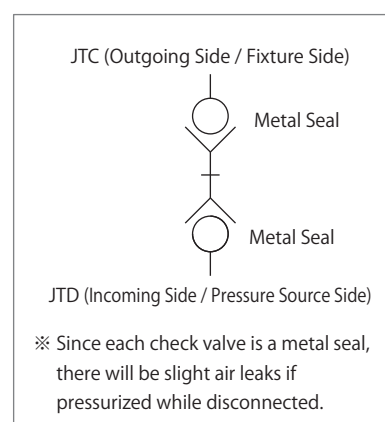 JTC (Outgoing Side / Fixture Side)
Metal Seal
Metal Seal
JTD (Incoming Side / Pressure Source Side)
※ Since each check valve is a metal seal,
there will be slight air leaks if
pressurized while disconnected.